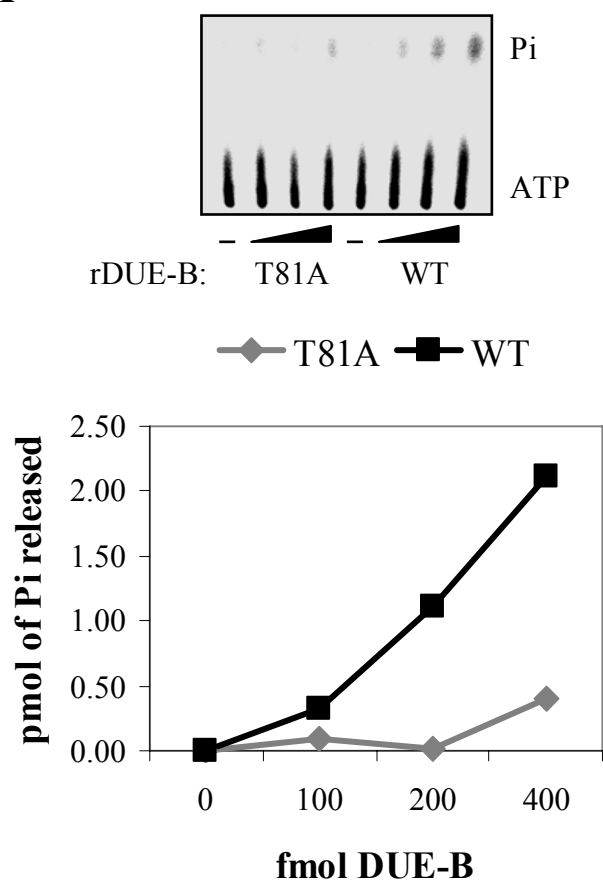 Pi
ATP
– –
rDUE-B: T81A WT
T81A WT
2.50
2.00
1.50
1.00
0.50
0.00
pmol of Pi released
0 100 200 400
fmol DUE-B